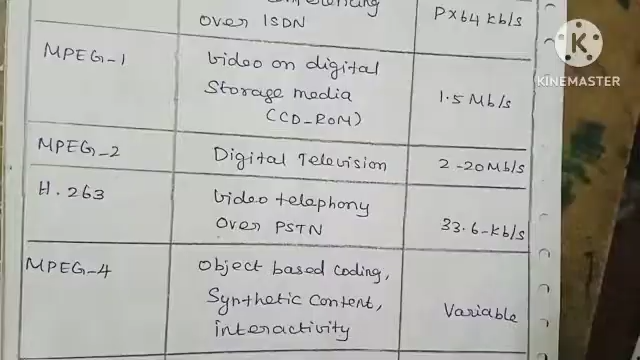 over ISDN
P×64 kb/s
MPEG-1
video on digital
Storage media
(CD-ROM)
1.5 Mb/s
MPEG-2
Digital Television
2-20Mb/s
H.263
video telephony
over PSTN
33.6-kb/s
MPEG-4
Object based coding,
Synthetic Content,
interactivity
Variable
KINEMASTER